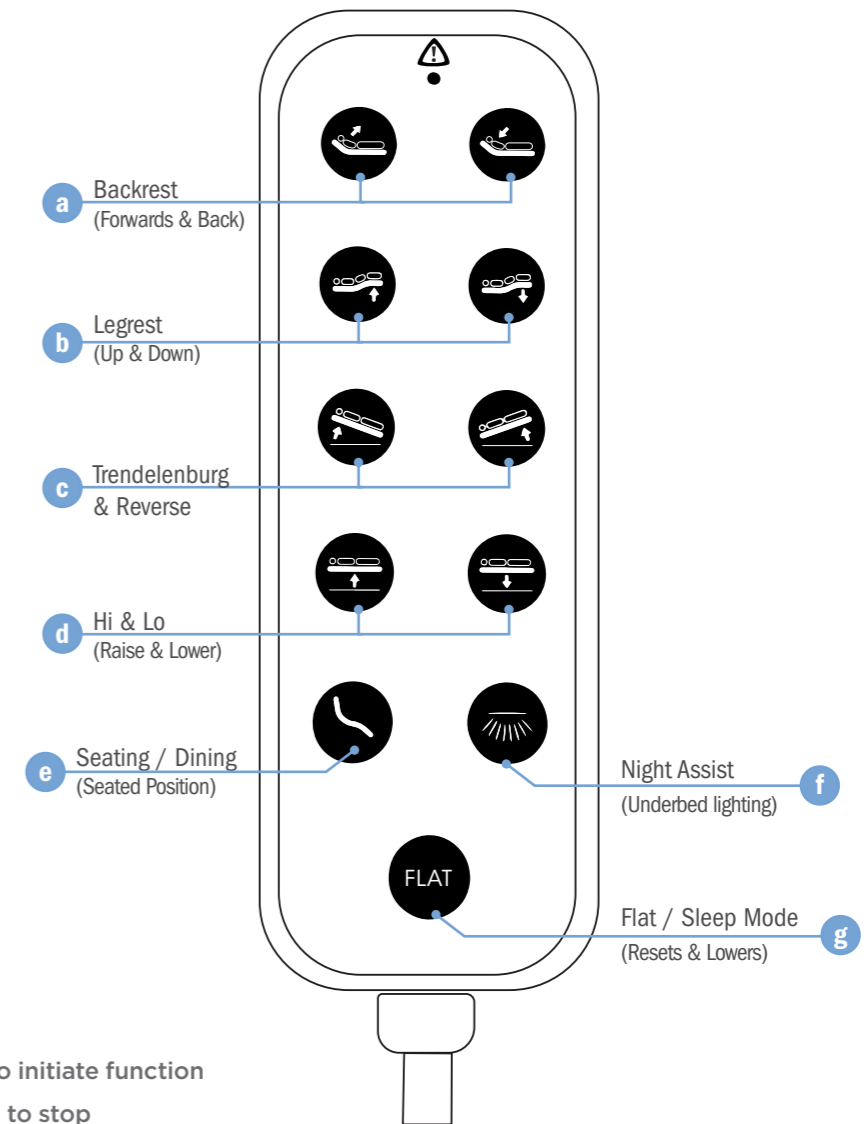 a
Backrest
(Forwards & Back)
b
Legrest
(Up & Down)
c
Trendelenburg
& Reverse
d
Hi & Lo
(Raise & Lower)
e
Seating / Dining
(Seated Position)
Night Assist
(Underbed lighting)
f
FLAT
Flat / Sleep Mode
(Resets & Lowers)
g
o initiate function
to stop